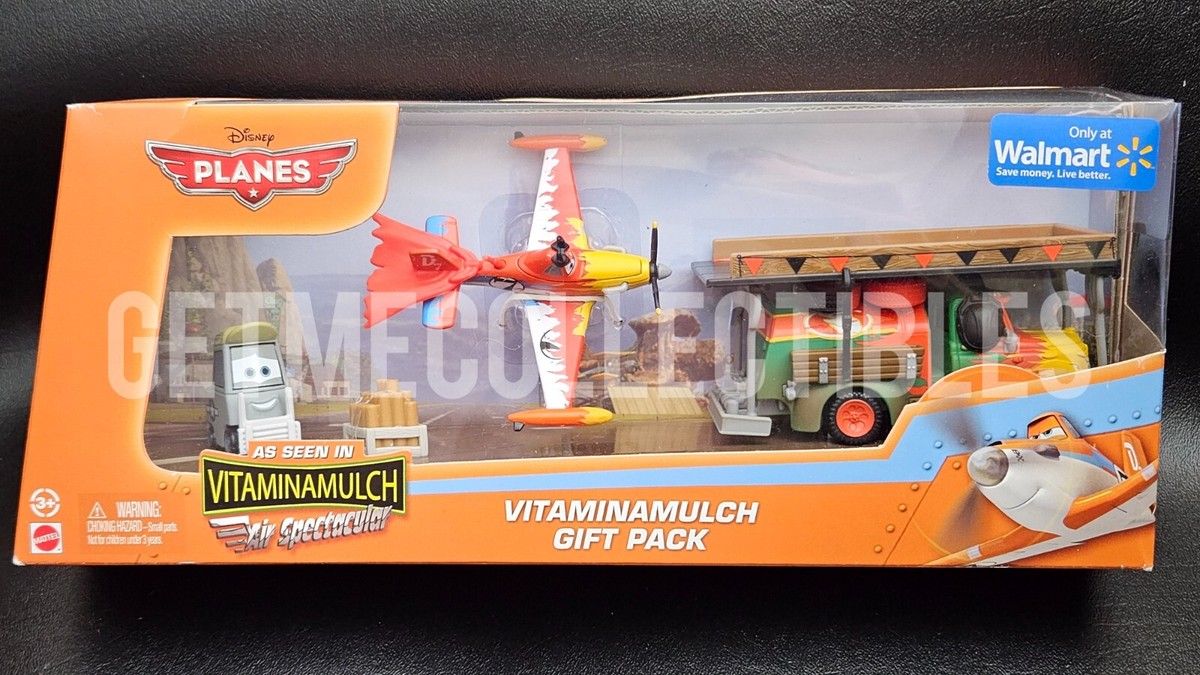 Disney
PLANES
Only at
Walmart
Save money. Live better.
GETMECOLLECTIBLES
AS SEEN IN
VITAMINAMULCH
Air Spectacular
VITAMINAMULCH
GIFT PACK
3+
MATTEL
WARNING:
CHOKING HAZARD—Small parts.
Not for children under 3 years.